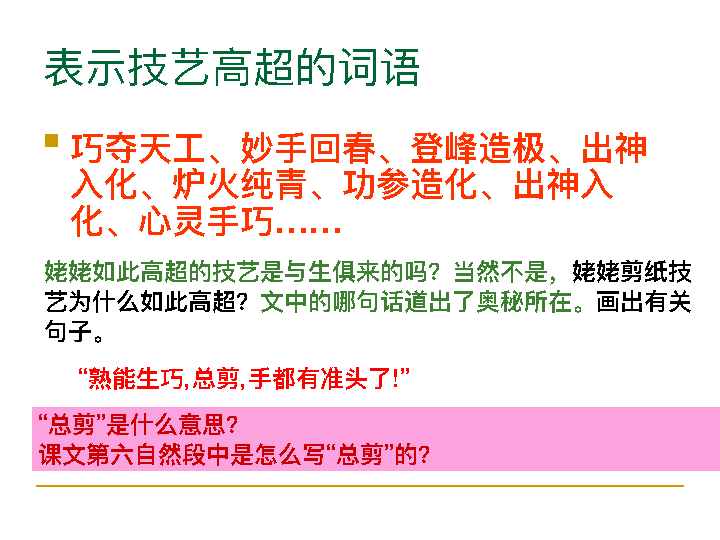 表示技艺高超的词语
巧夺天工、妙手回春、登峰造极、出神
入化、炉火纯青、功参造化、出神入
化、心灵手巧……
姥姥如此高超的技艺是与生俱来的吗？当然不是，姥姥剪纸技
艺为什么如此高超？文中的哪句话道出了奥秘所在。画出有关
句子。
“熟能生巧,总剪,手都有准头了!”
“总剪”是什么意思?
课文第六自然段中是怎么写“总剪”的?